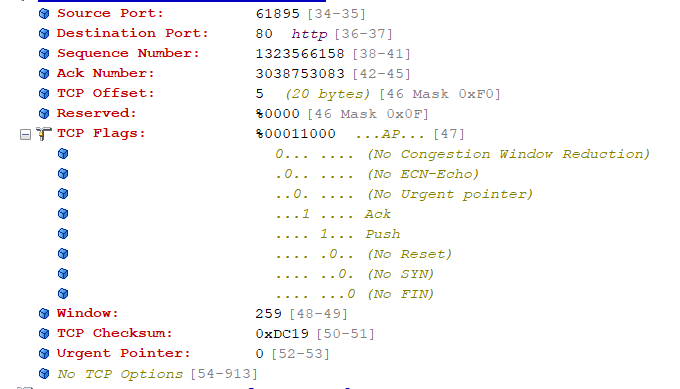 Source Port: 61895 [34-35]
Destination Port: 80 http [36-37]
Sequence Number: 1323566158 [38-41]
Ack Number: 3038753083 [42-45]
TCP Offset: 5 (20 bytes) [46 Mask 0xF0]
Reserved: %0000 [46 Mask 0x0F]
TCP Flags: %00011000 ...AP... [47]
0... .... (No Congestion Window Reduction)
.0.. .... (No ECN-Echo)
..0. .... (No Urgent pointer)
...1 .... Ack
.... 1... Push
.... .0.. (No Reset)
.... ..0. (No SYN)
.... ...0 (No FIN)
Window: 259 [48-49]
TCP Checksum: 0xDC19 [50-51]
Urgent Pointer: 0 [52-53]
No TCP Options [54-913]